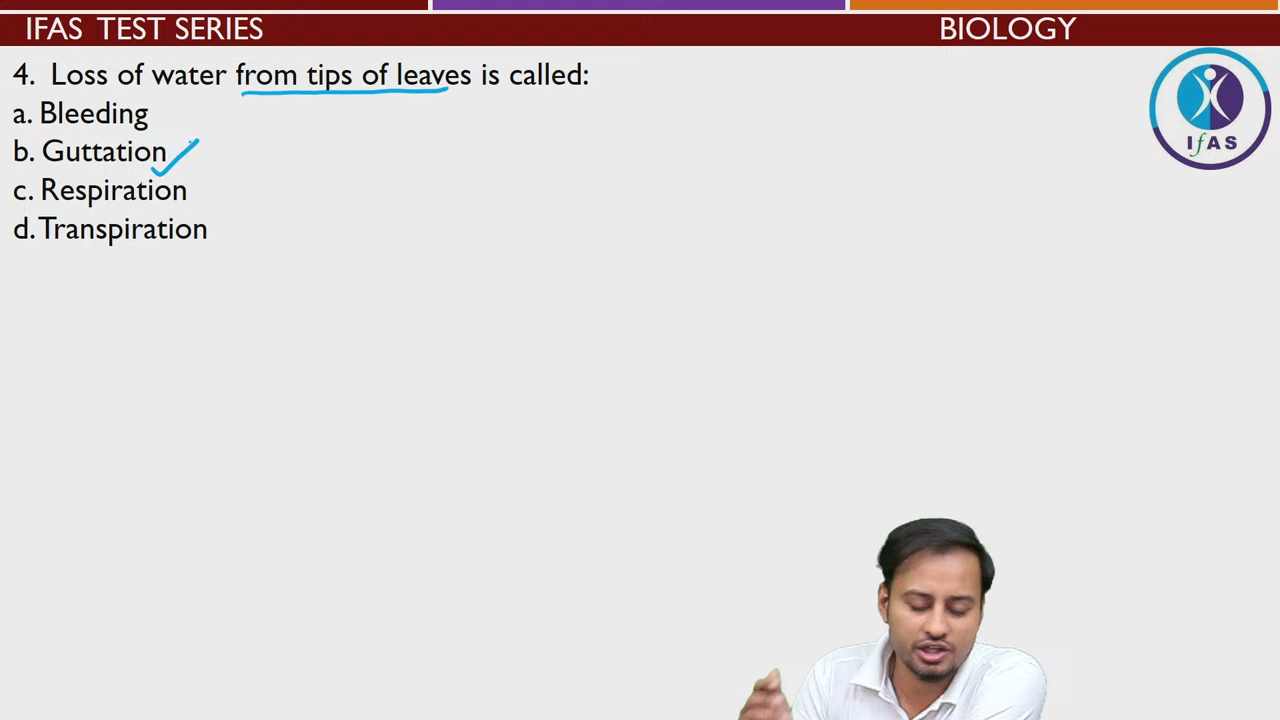 IFAS TEST SERIES
BIOLOGY
4. Loss of water from tips of leaves is called:
a. Bleeding
b. Guttation
c. Respiration
d. Transpiration
IfAS